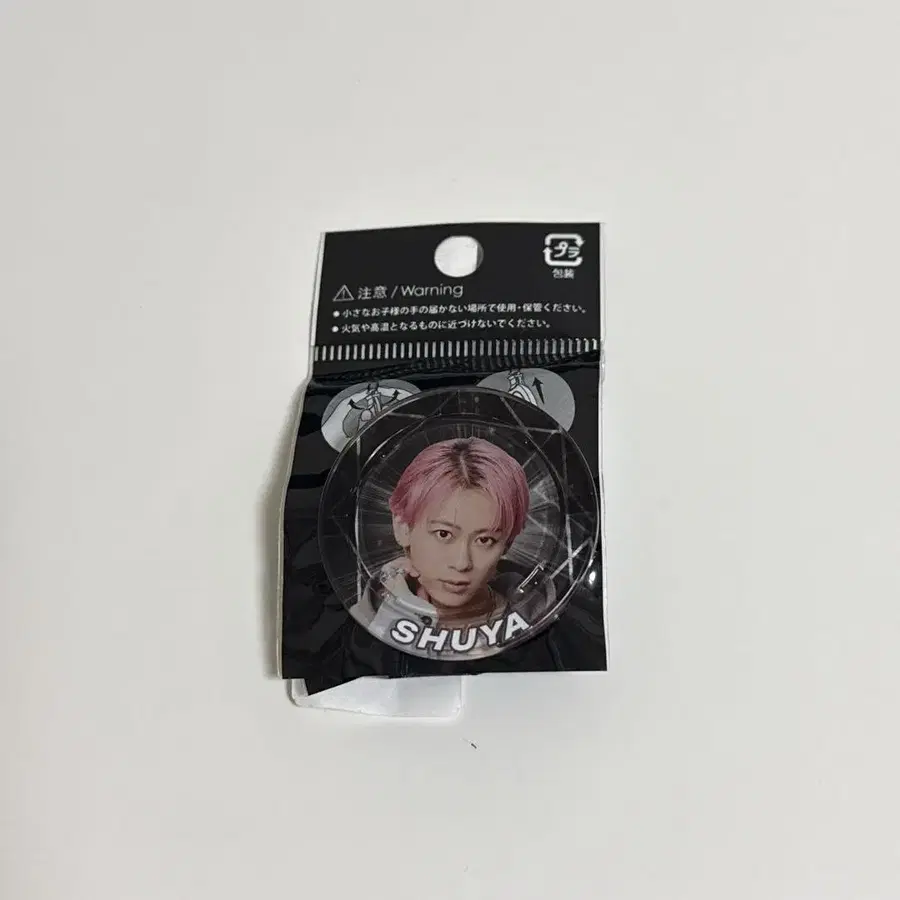 プラ
包装
注意 / Warning
● 小さなお子様の手の届かない場所で使用・保管ください。
● 火気や高温となるものに近づけないでください。
SHUYA